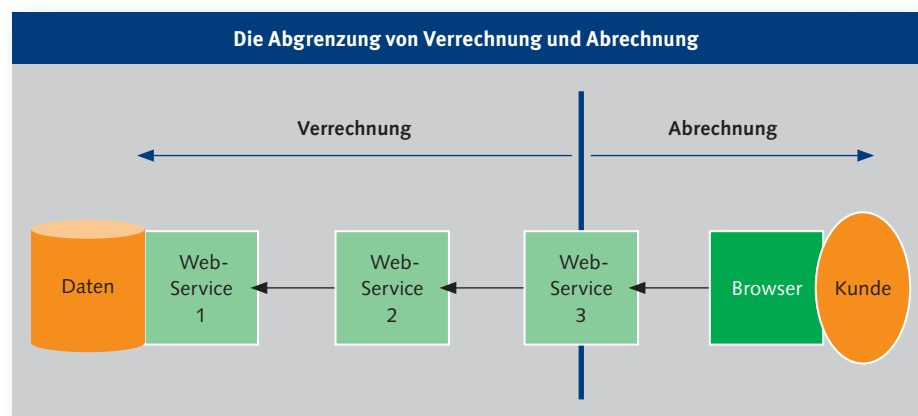 Die Abgrenzung von Verrechnung und Abrechnung
Verrechnung
Abrechnung
Daten
Web-
Service
1
Web-
Service
2
Web-
Service
3
Browser
Kunde